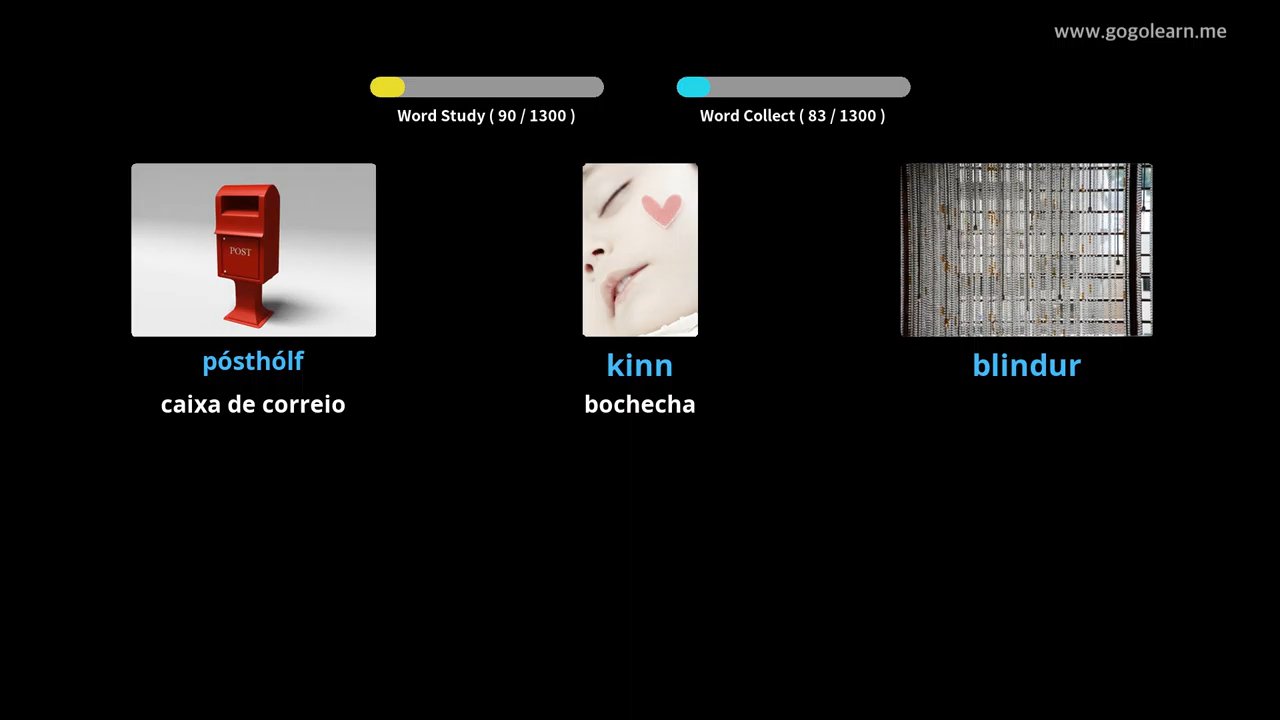 www.gogolearn.me
Word Study ( 90 / 1300 )
Word Collect ( 83 / 1300 )
POST
pósthólf
kinn
blindur
caixa de correio
bochecha